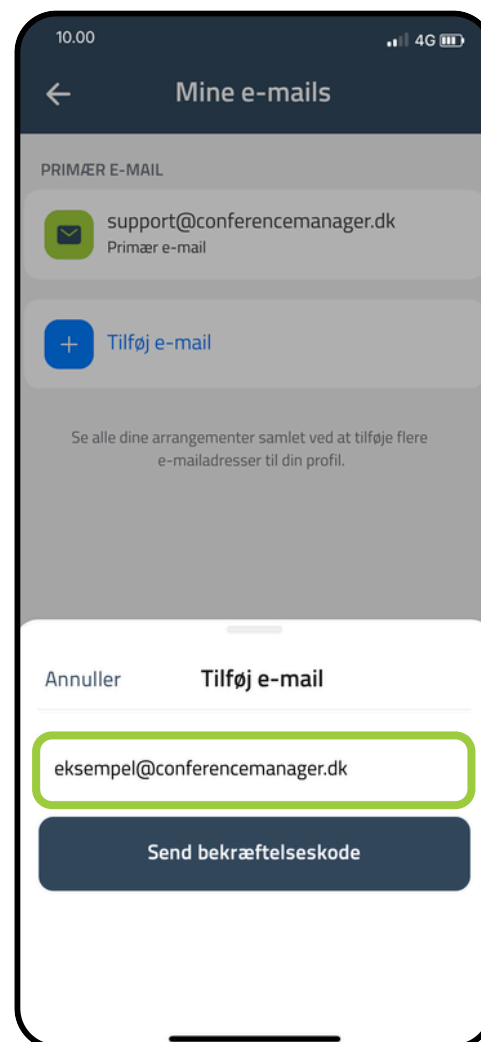 10.00
4G
Mine e-mails
PRIMÆR E-MAIL
support@conferencemanager.dk
Primær e-mail
Tilføj e-mail
Se alle dine arrangementer samlet ved at tilføje flere
e-mailadresser til din profil.
Annuller
Tilføj e-mail
eksempel@conferencemanager.dk
Send bekræftelseskode